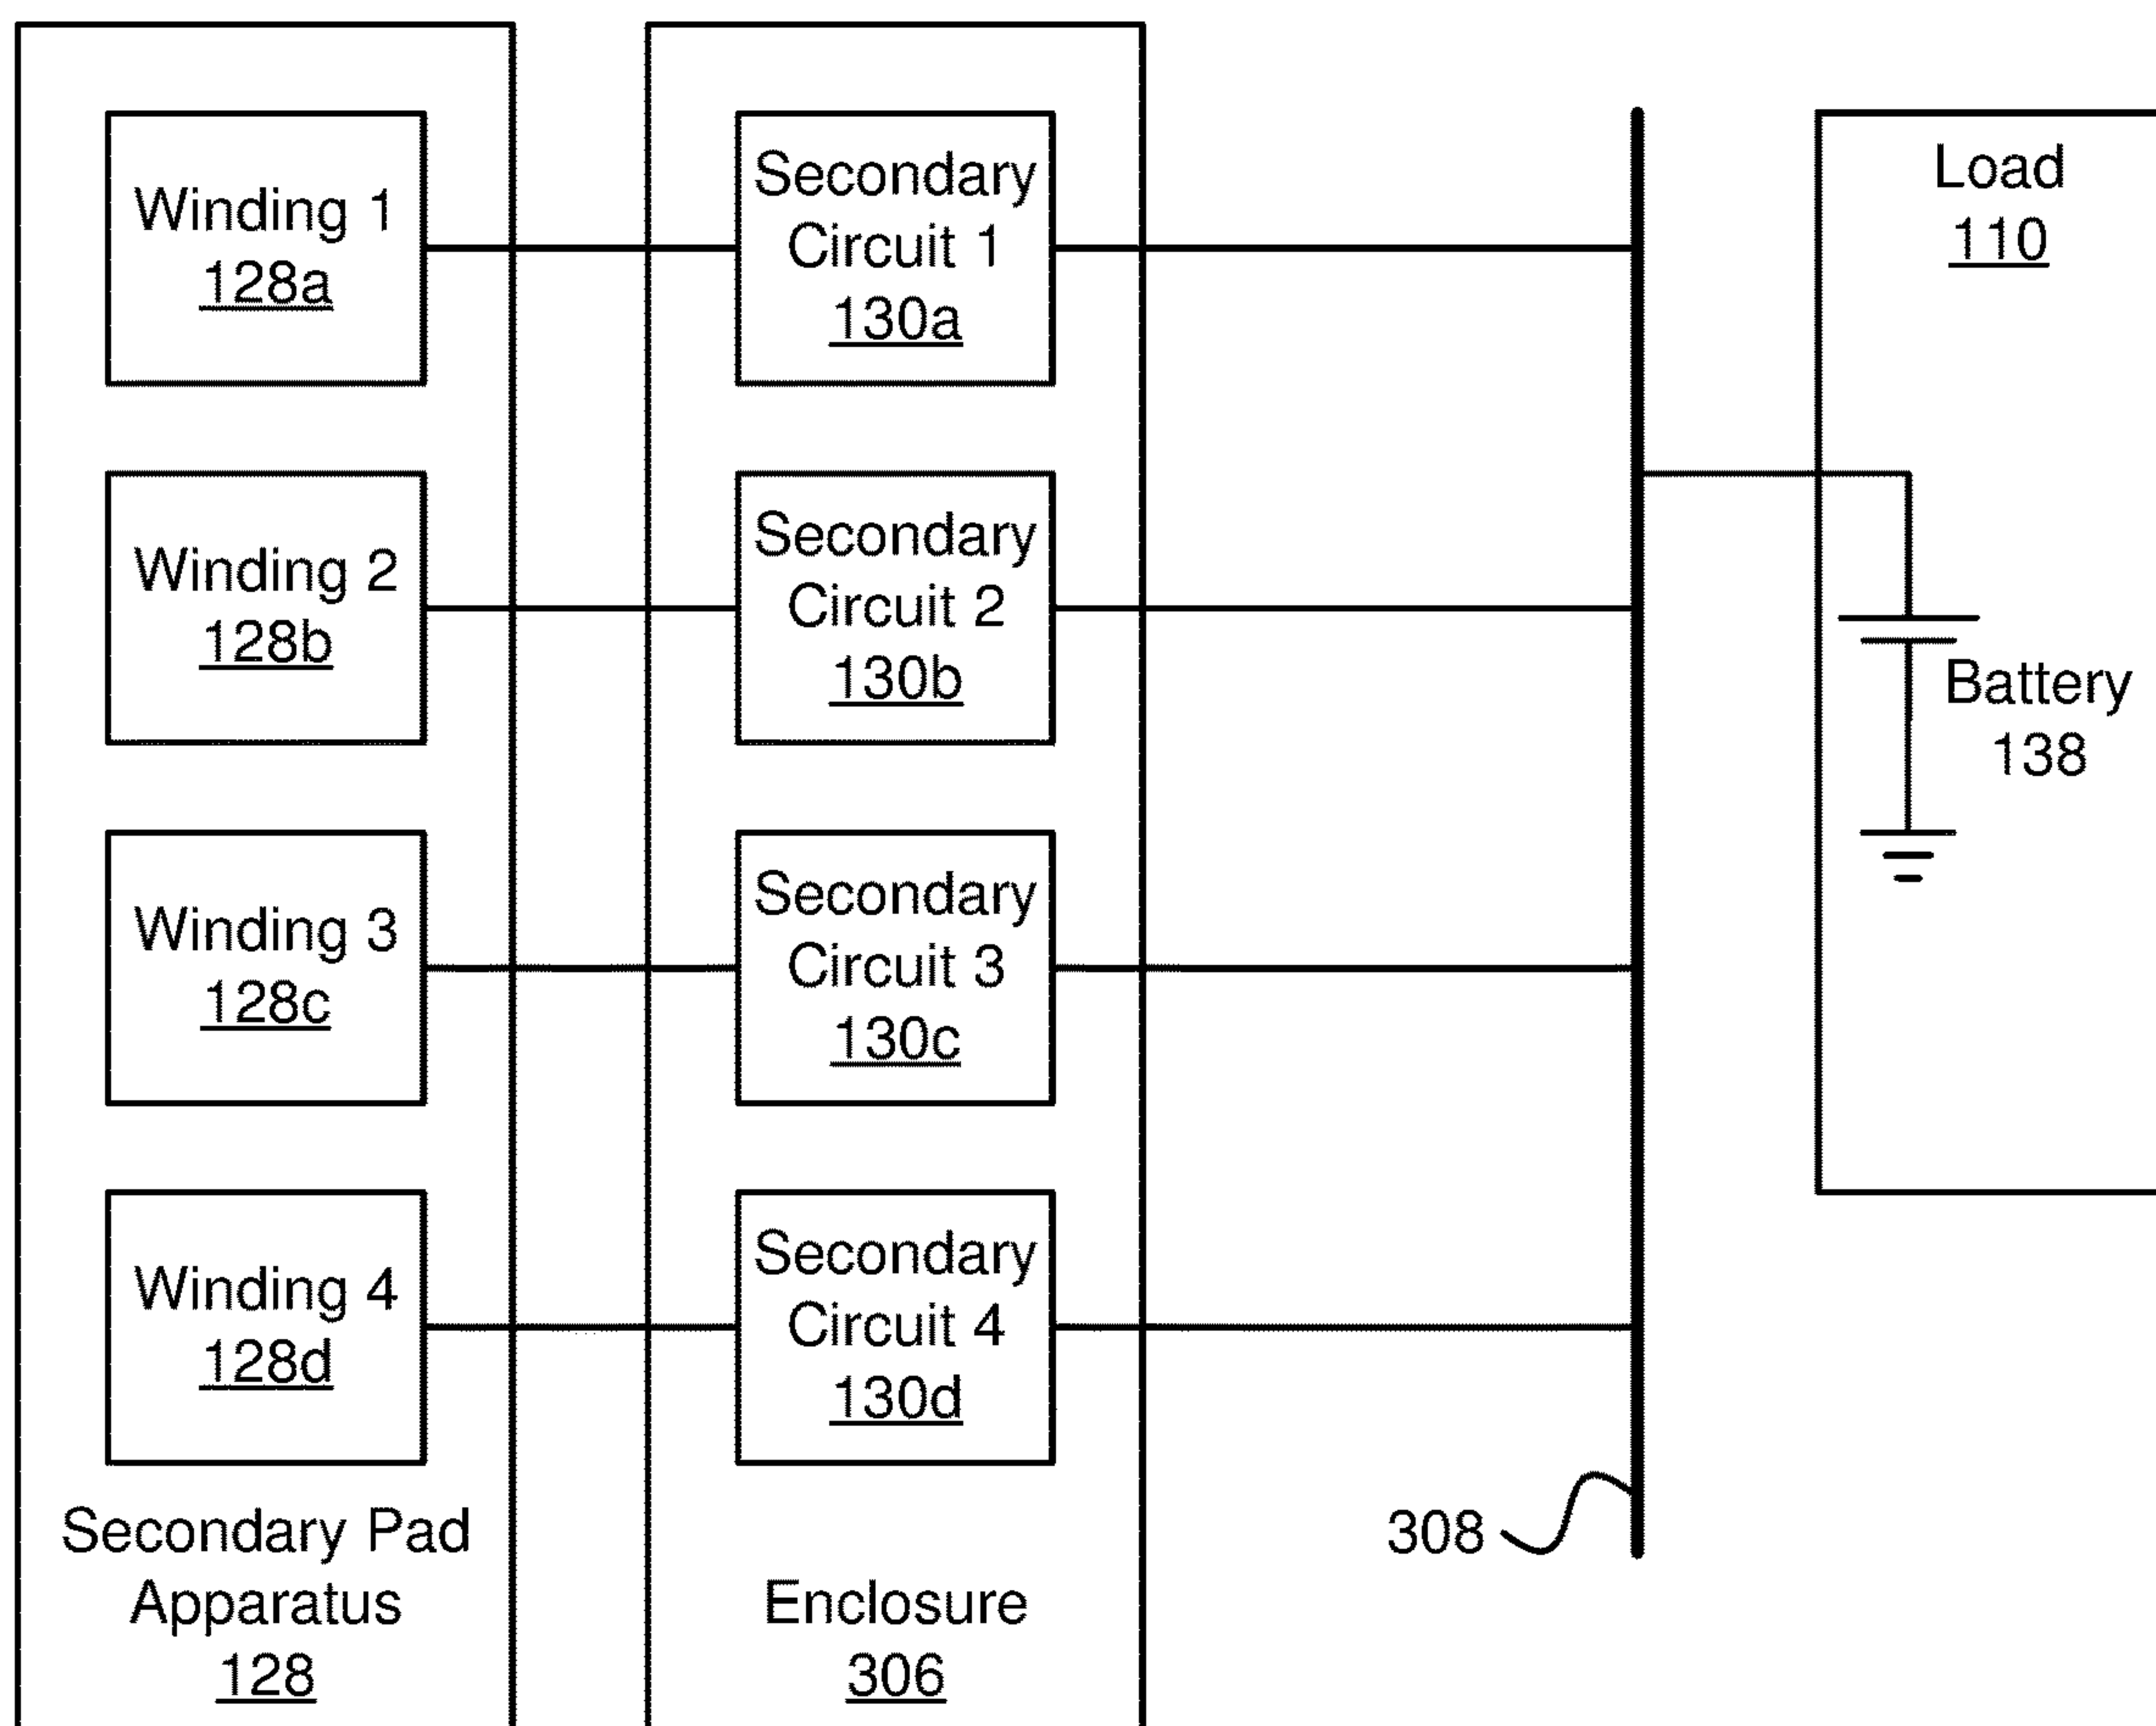 Winding 1
128a
Secondary
Circuit 1
130a
Load
110
Winding 2
128b
Secondary
Circuit 2
130b
Battery
138
Winding 3
128c
Secondary
Circuit 3
130c
Winding 4
128d
Secondary
Circuit 4
130d
Secondary Pad
Apparatus
128
Enclosure
306
308